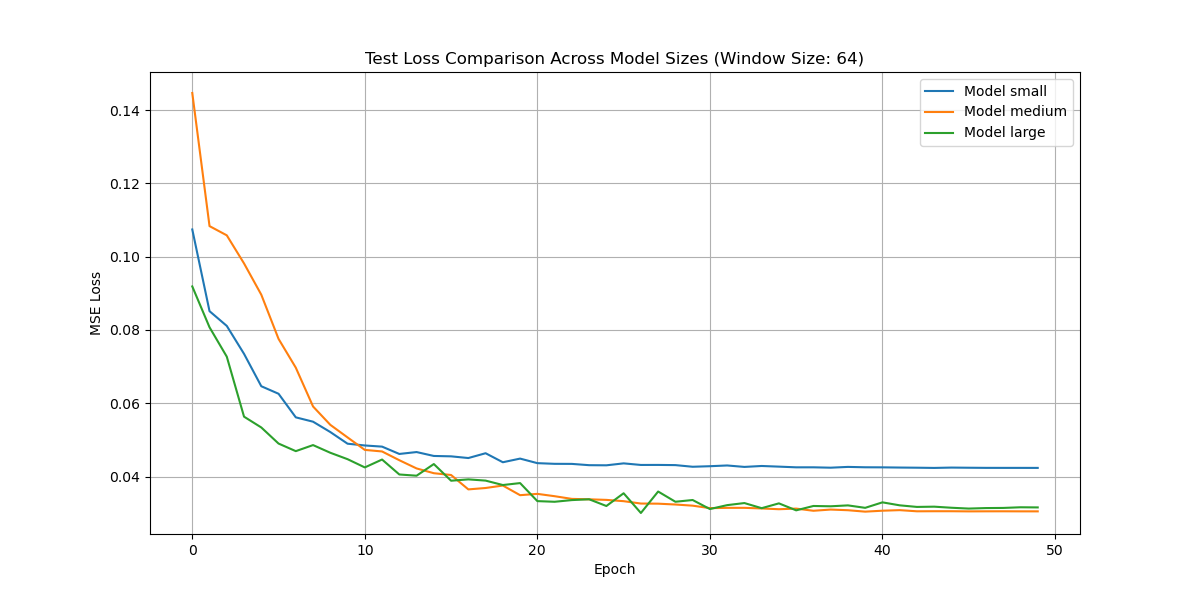 Test Loss Comparison Across Model Sizes (Window Size: 64)
Model small
Model medium
Model large
MSE Loss
0.14
0.12
0.10
0.08
0.06
0.04
0
10
20
30
40
50
Epoch